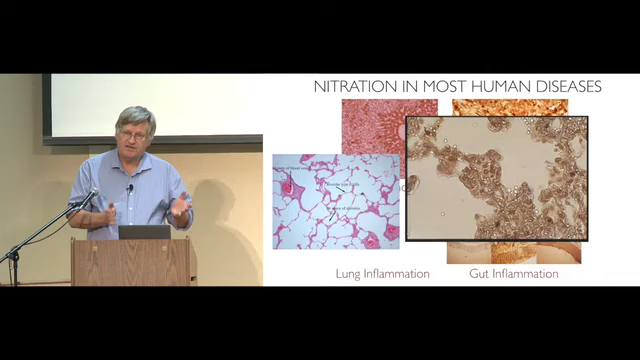 NITRATION IN MOST HUMAN DISEASES
Lung Inflammation
Gut Inflammation